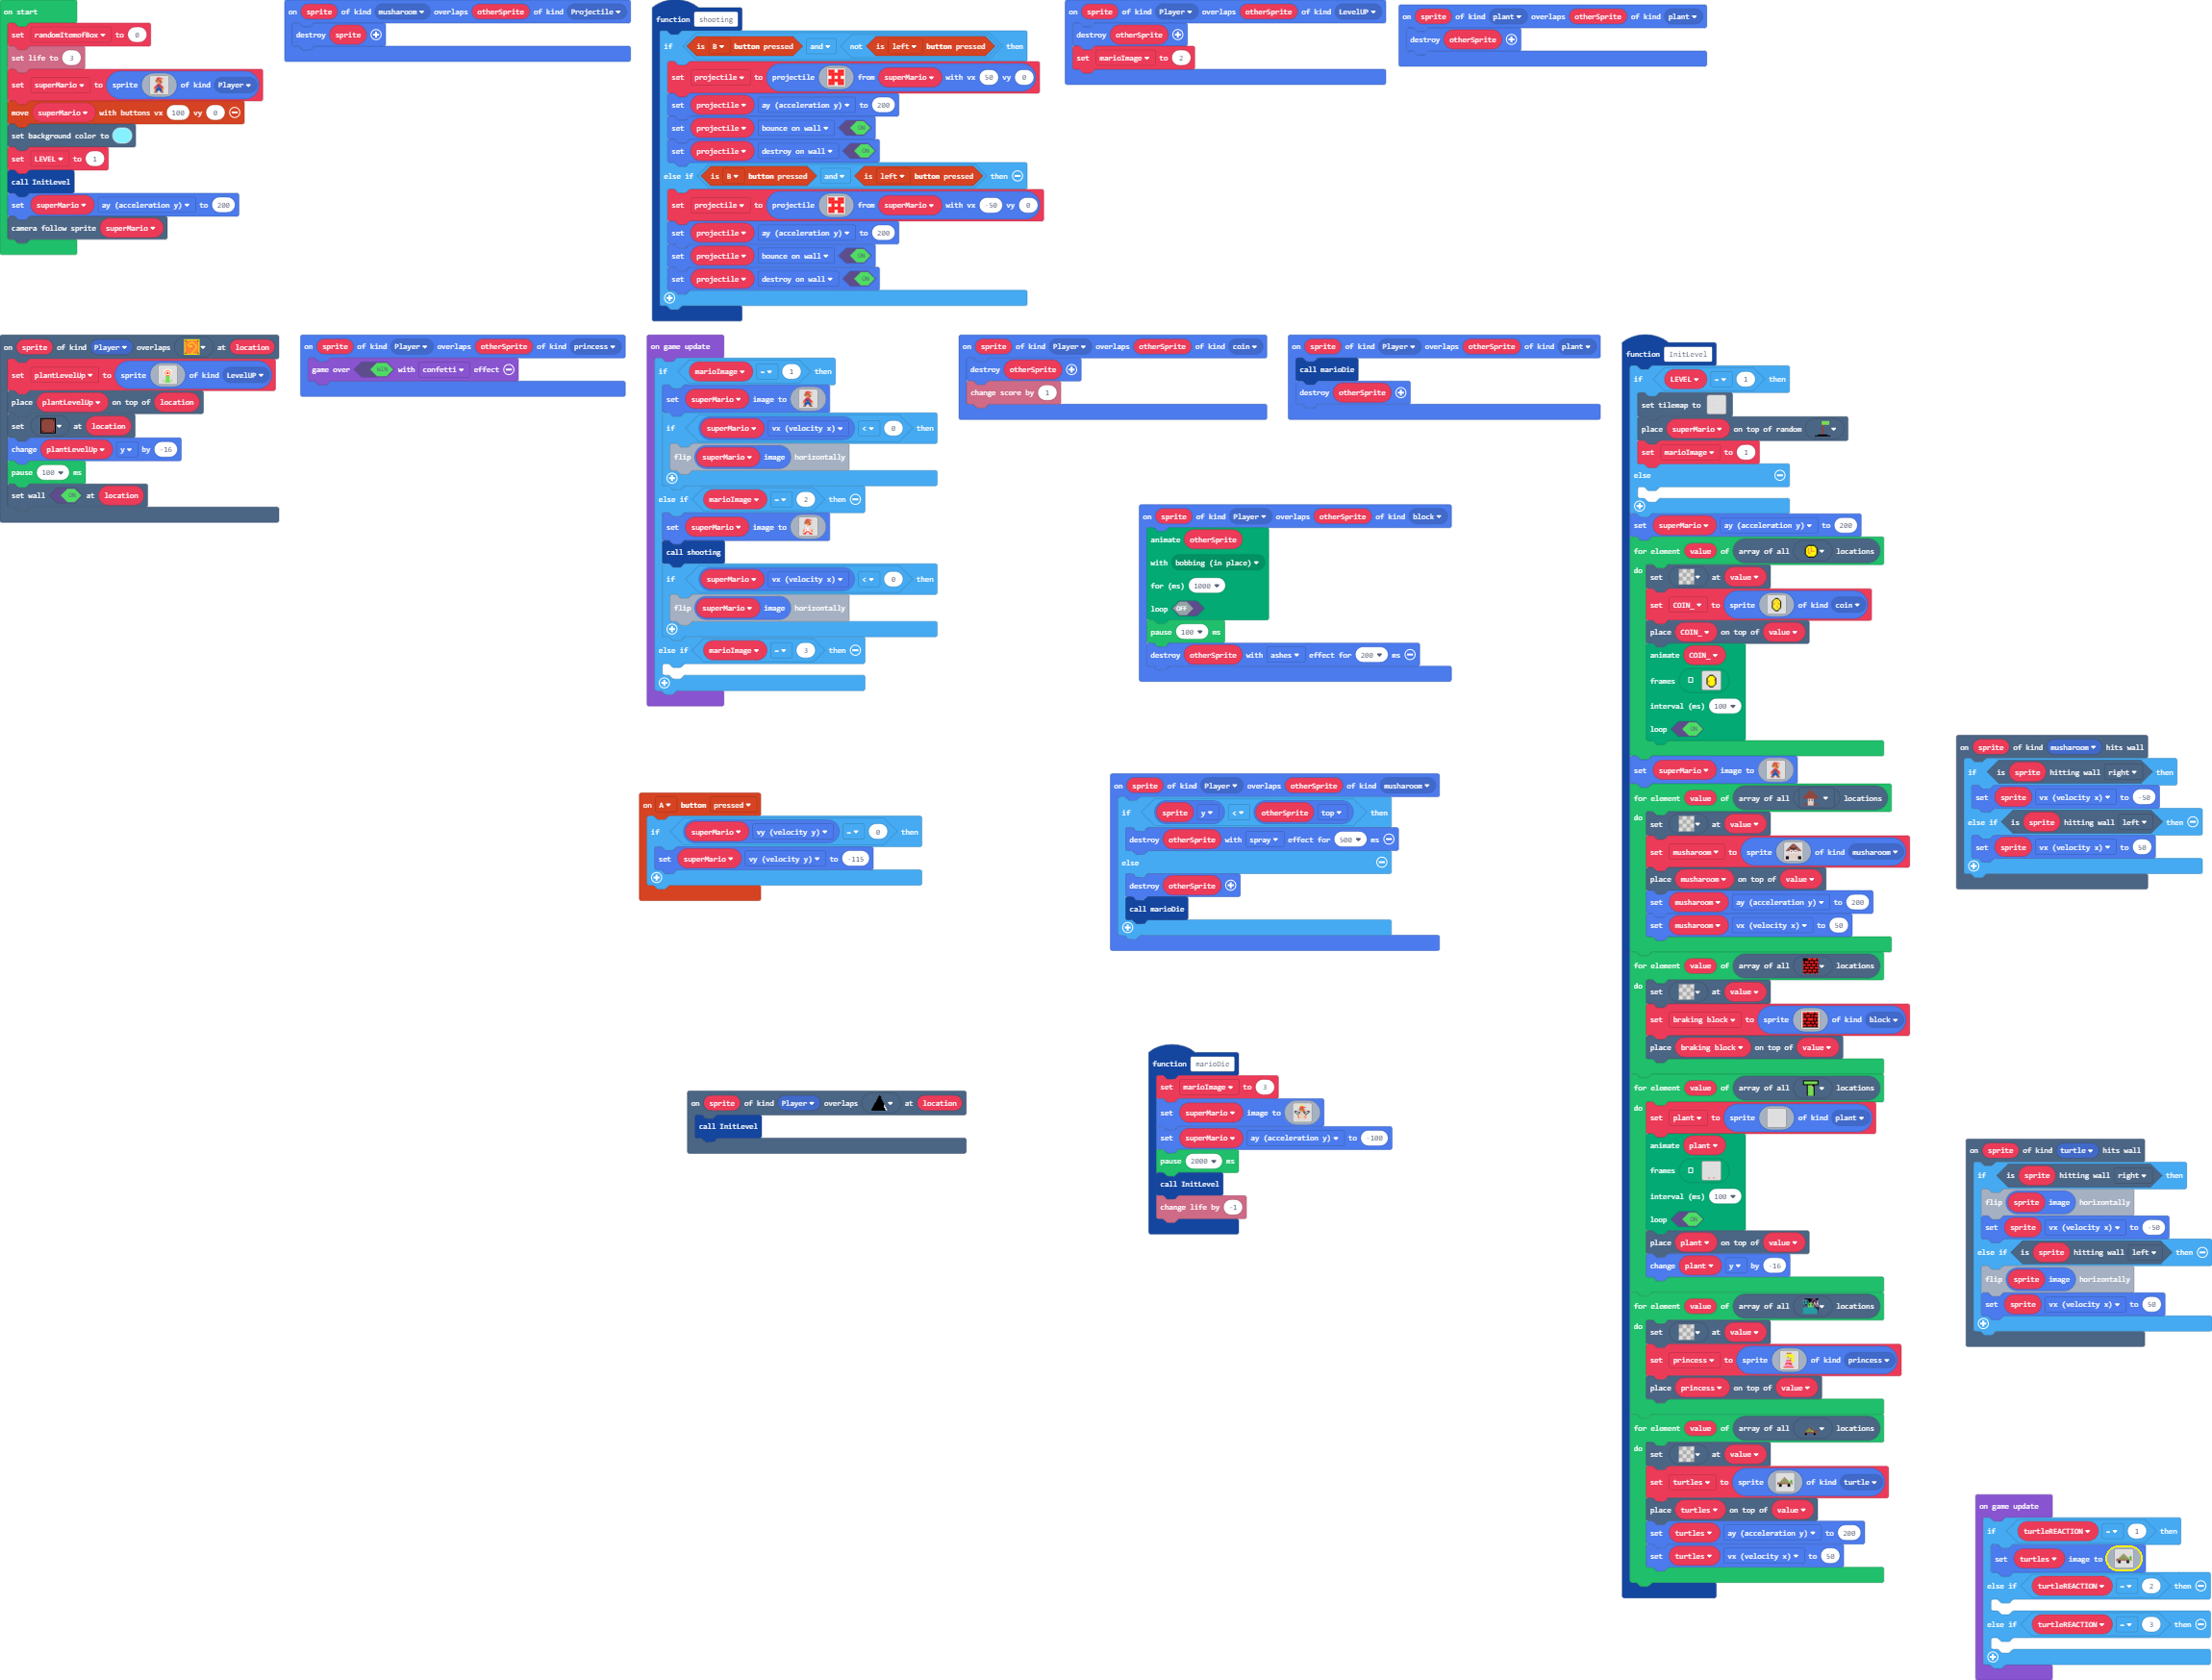 on start
set randomItemofBox to 0
set life to 3
set superMario to sprite of kind Player
move superMario with buttons vx 100 vy 0
set background color to
set LEVEL to 1
call InitLevel
set superMario ay (acceleration y) to 200
camera follow sprite superMario
on sprite of kind musharoom overlaps otherSprite of kind Projectile
destroy sprite
function shooting
if is B button pressed and not is left button pressed then
set projectile to projectile from superMario with vx 50 vy 0
set projectile ay (acceleration y) to 200
set projectile bounce on wall ON
set projectile destroy on wall ON
else if is B button pressed and is left button pressed then
set projectile to projectile from superMario with vx -50 vy 0
set projectile ay (acceleration y) to 200
set projectile bounce on wall ON
set projectile destroy on wall ON
on sprite of kind Player overlaps otherSprite of kind LevelUP
destroy otherSprite
set marioImage to 2
on sprite of kind plant overlaps otherSprite of kind plant
destroy otherSprite
on sprite of kind Player overlaps at location
set plantLevelUp to sprite of kind LevelUP
place plantLevelUp on top of location
set at location
change plantLevelUp y by -16
pause 100 ms
set wall ON at location
on sprite of kind Player overlaps otherSprite of kind princess
game over WIN with confetti effect
on game update
if marioImage = 1 then
set superMario image to
if superMario vx (velocity x) < 0 then
flip superMario image horizontally
else if marioImage = 2 then
set superMario image to
call shooting
if superMario vx (velocity x) < 0 then
flip superMario image horizontally
else if marioImage = 3 then
on sprite of kind Player overlaps otherSprite of kind coin
destroy otherSprite
change score by 1
on sprite of kind Player overlaps otherSprite of kind plant
call marioDie
destroy otherSprite
on sprite of kind Player overlaps otherSprite of kind block
animate otherSprite
with bobbing (in place)
for (ms) 1000
loop OFF
pause 100 ms
destroy otherSprite with ashes effect for 200 ms
on A button pressed
if superMario vy (velocity y) = 0 then
set superMario vy (velocity y) to -115
on sprite of kind Player overlaps otherSprite of kind musharoom
if sprite y < otherSprite top then
destroy otherSprite with spray effect for 500 ms
else
destroy otherSprite
call marioDie
on sprite of kind Player overlaps at location
call InitLevel
function marioDie
set marioImage to 3
set superMario image to
set superMario ay (acceleration y) to -100
pause 2000 ms
call InitLevel
change life by -1
function InitLevel
if LEVEL = 1 then
set tilemap to
place superMario on top of random
set marioImage to 1
else
set superMario ay (acceleration y) to 200
for element value of array of all locations
do set at value
set COIN_ to sprite of kind coin
place COIN_ on top of value
animate COIN_
frames
interval (ms) 100
loop ON
set superMario image to
for element value of array of all locations
do set at value
set musharoom to sprite of kind musharoom
place musharoom on top of value
set musharoom ay (acceleration y) to 200
set musharoom vx (velocity x) to 50
for element value of array of all locations
do set at value
set braking block to sprite of kind block
place braking block on top of value
for element value of array of all locations
do set plant to sprite of kind plant
animate plant
frames
interval (ms) 100
loop ON
place plant on top of value
change plant y by -16
for element value of array of all locations
do set at value
set princess to sprite of kind princess
place princess on top of value
for element value of array of all locations
do set at value
set turtles to sprite of kind turtle
place turtles on top of value
set turtles ay (acceleration y) to 200
set turtles vx (velocity x) to 50
on sprite of kind musharoom hits wall
if is sprite hitting wall right then
set sprite vx (velocity x) to -50
else if is sprite hitting wall left then
set sprite vx (velocity x) to 50
on sprite of kind turtle hits wall
if is sprite hitting wall right then
flip sprite image horizontally
set sprite vx (velocity x) to -50
else if is sprite hitting wall left then
flip sprite image horizontally
set sprite vx (velocity x) to 50
on game update
if turtleREACTION = 1 then
set turtles image to
else if turtleREACTION = 2 then
else if turtleREACTION = 3 then